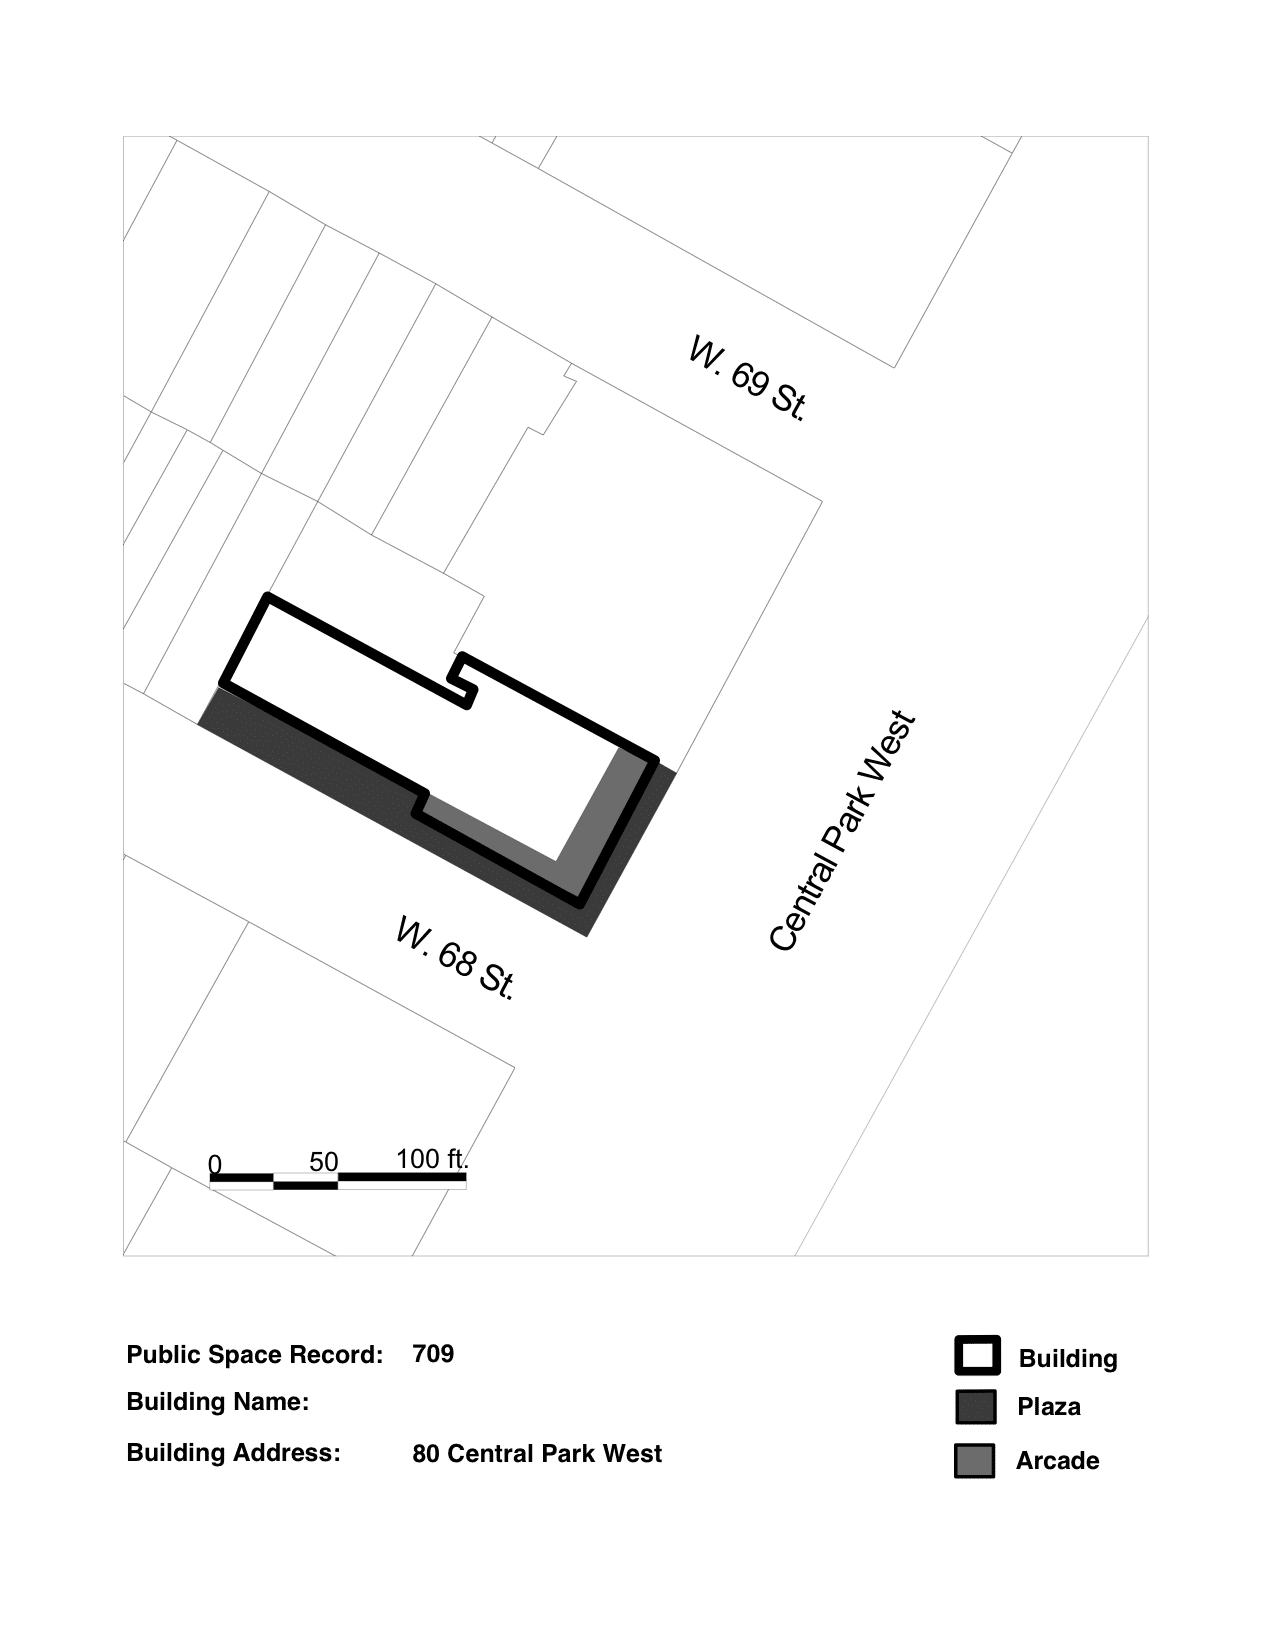 W. 69 St.
Central Park West
W. 68 St.
0 50 100 ft.
Public Space Record: 709
Building Name:
Building Address: 80 Central Park West
Building
Plaza
Arcade